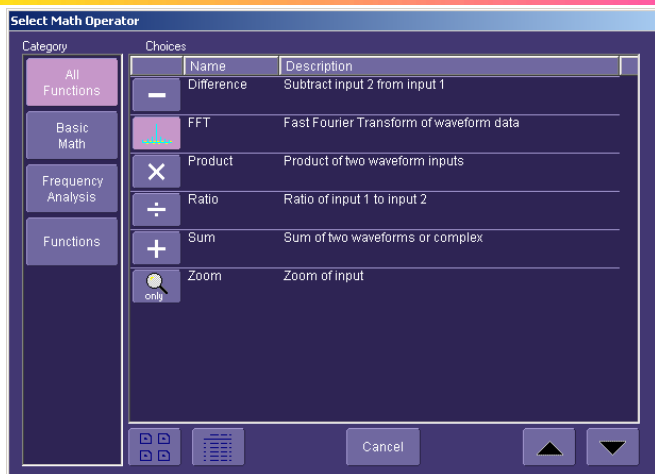 Select Math Operator
Category
Choices
All
Functions
Basic
Math
Frequency
Analysis
Functions
Name Description
Difference Subtract input 2 from input 1
FFT Fast Fourier Transform of waveform data
Product Product of two waveform inputs
Ratio Ratio of input 1 to input 2
Sum Sum of two waveforms or complex
Zoom Zoom of input
only
Cancel